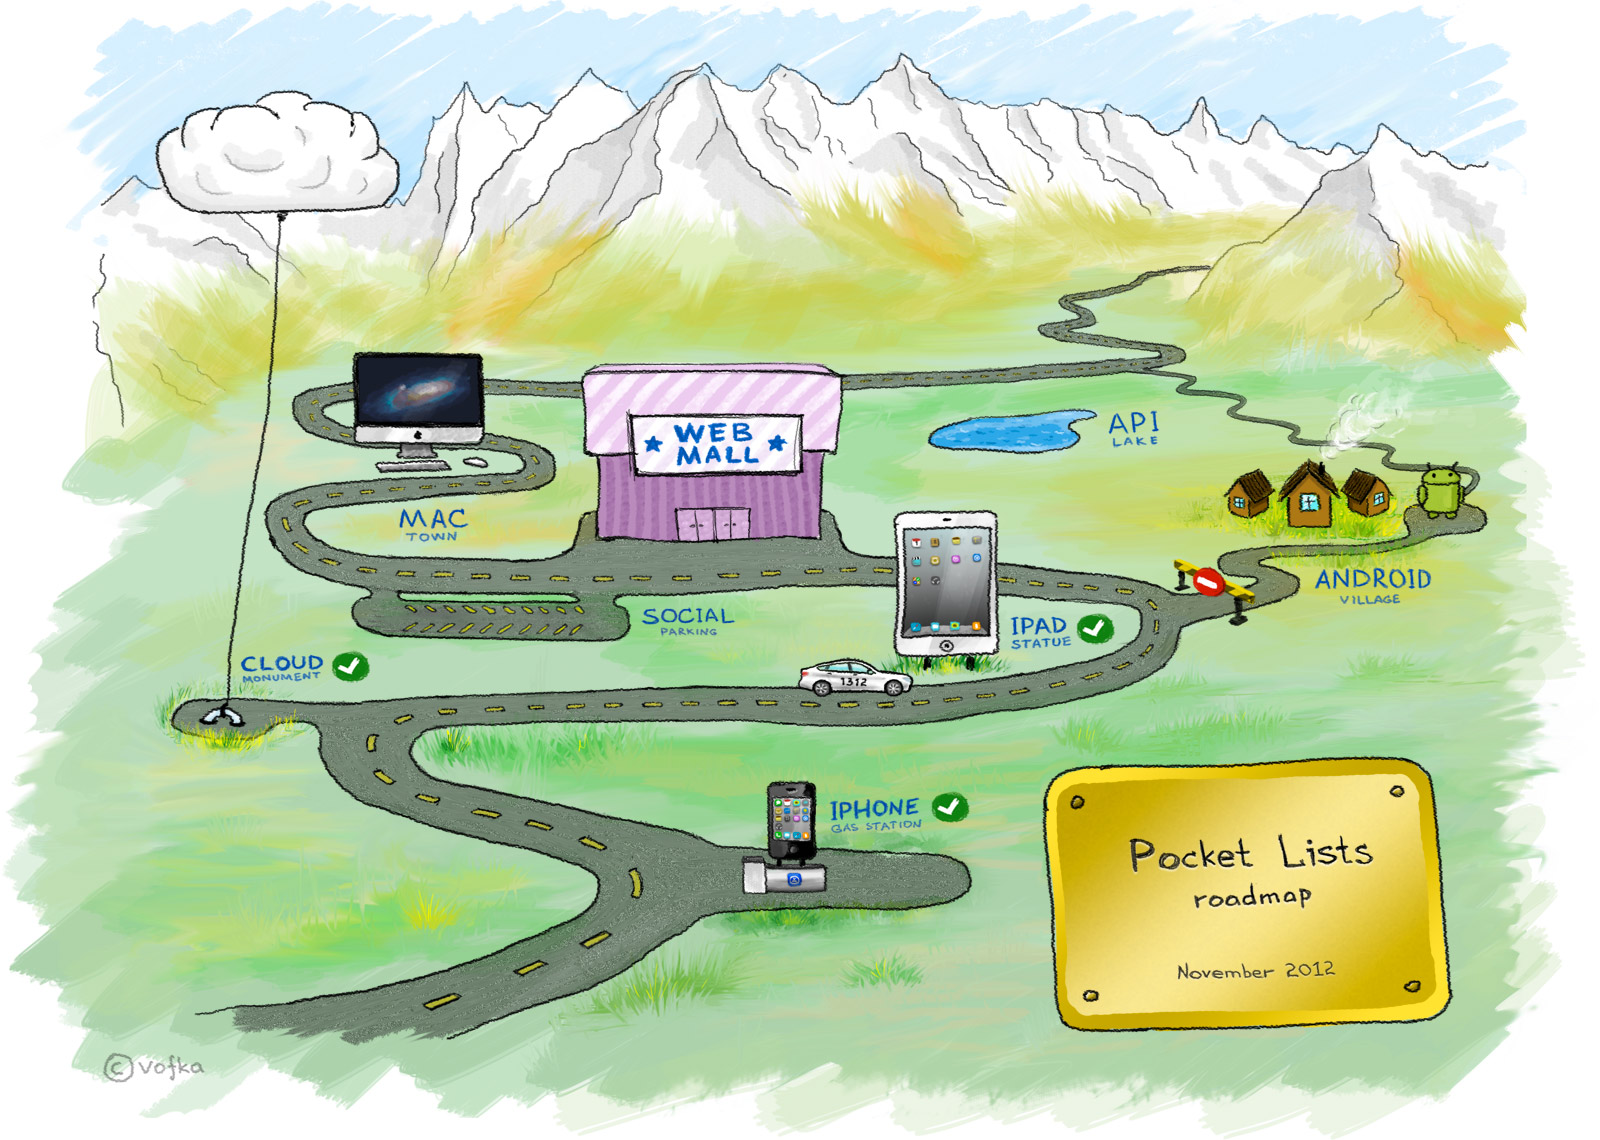 WEB
MALL
API
LAKE
MAC
TOWN
ANDROID
VILLAGE
SOCIAL
PARKING
IPAD
STATUE
CLOUD
MONUMENT
1312
IPHONE
GAS STATION
Pocket Lists
roadmap
November 2012
© vofka